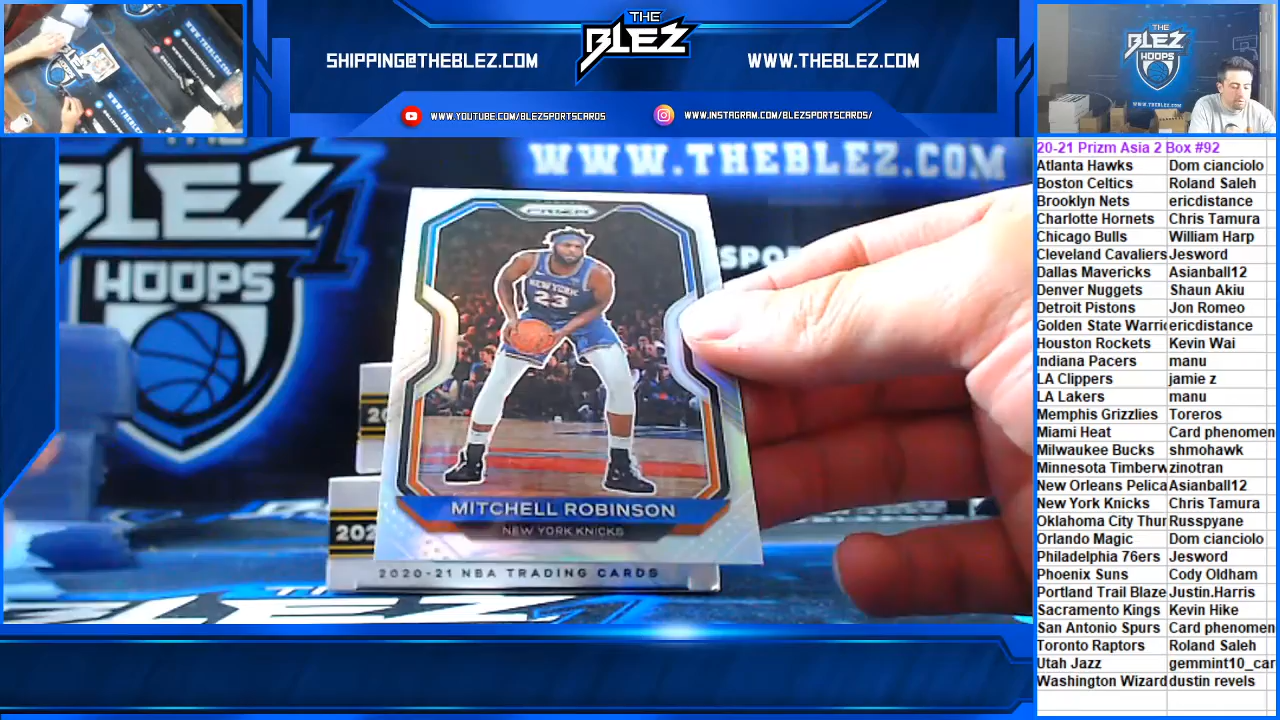 THE
BLEZ
SHIPPING@THEBLEZ.COM
WWW.THEBLEZ.COM
WWW.YOUTUBE.COM/BLEZSPORTSCARDS
WWW.INSTAGRAM.COM/BLEZSPORTSCARDS/
THE
BLEZ
HOOPS
WWW.THEBLEZ.COM
BLEZ
HOOPS
PRIZM
NEW YORK
23
MITCHELL ROBINSON
NEW YORK KNICKS
2020-21 NBA TRADING CARDS
20-21 Prizm Asia 2 Box #92
Atlanta Hawks Dom cianciolo
Boston Celtics Roland Saleh
Brooklyn Nets ericdistance
Charlotte Hornets Chris Tamura
Chicago Bulls William Harp
Cleveland Cavaliers Jesword
Dallas Mavericks Asianball12
Denver Nuggets Shaun Akiu
Detroit Pistons Jon Romeo
Golden State Warri ericdistance
Houston Rockets Kevin Wai
Indiana Pacers manu
LA Clippers jamie z
LA Lakers manu
Memphis Grizzlies Toreros
Miami Heat Card phenomen
Milwaukee Bucks shmohawk
Minnesota Timberw zinotran
New Orleans Pelica Asianball12
New York Knicks Chris Tamura
Oklahoma City Thu Russpyane
Orlando Magic Dom cianciolo
Philadelphia 76ers Jesword
Phoenix Suns Cody Oldham
Portland Trail Blaze Justin.Harris
Sacramento Kings Kevin Hike
San Antonio Spurs Card phenomen
Toronto Raptors Roland Saleh
Utah Jazz gemmint10_car
Washington Wizard dustin revels